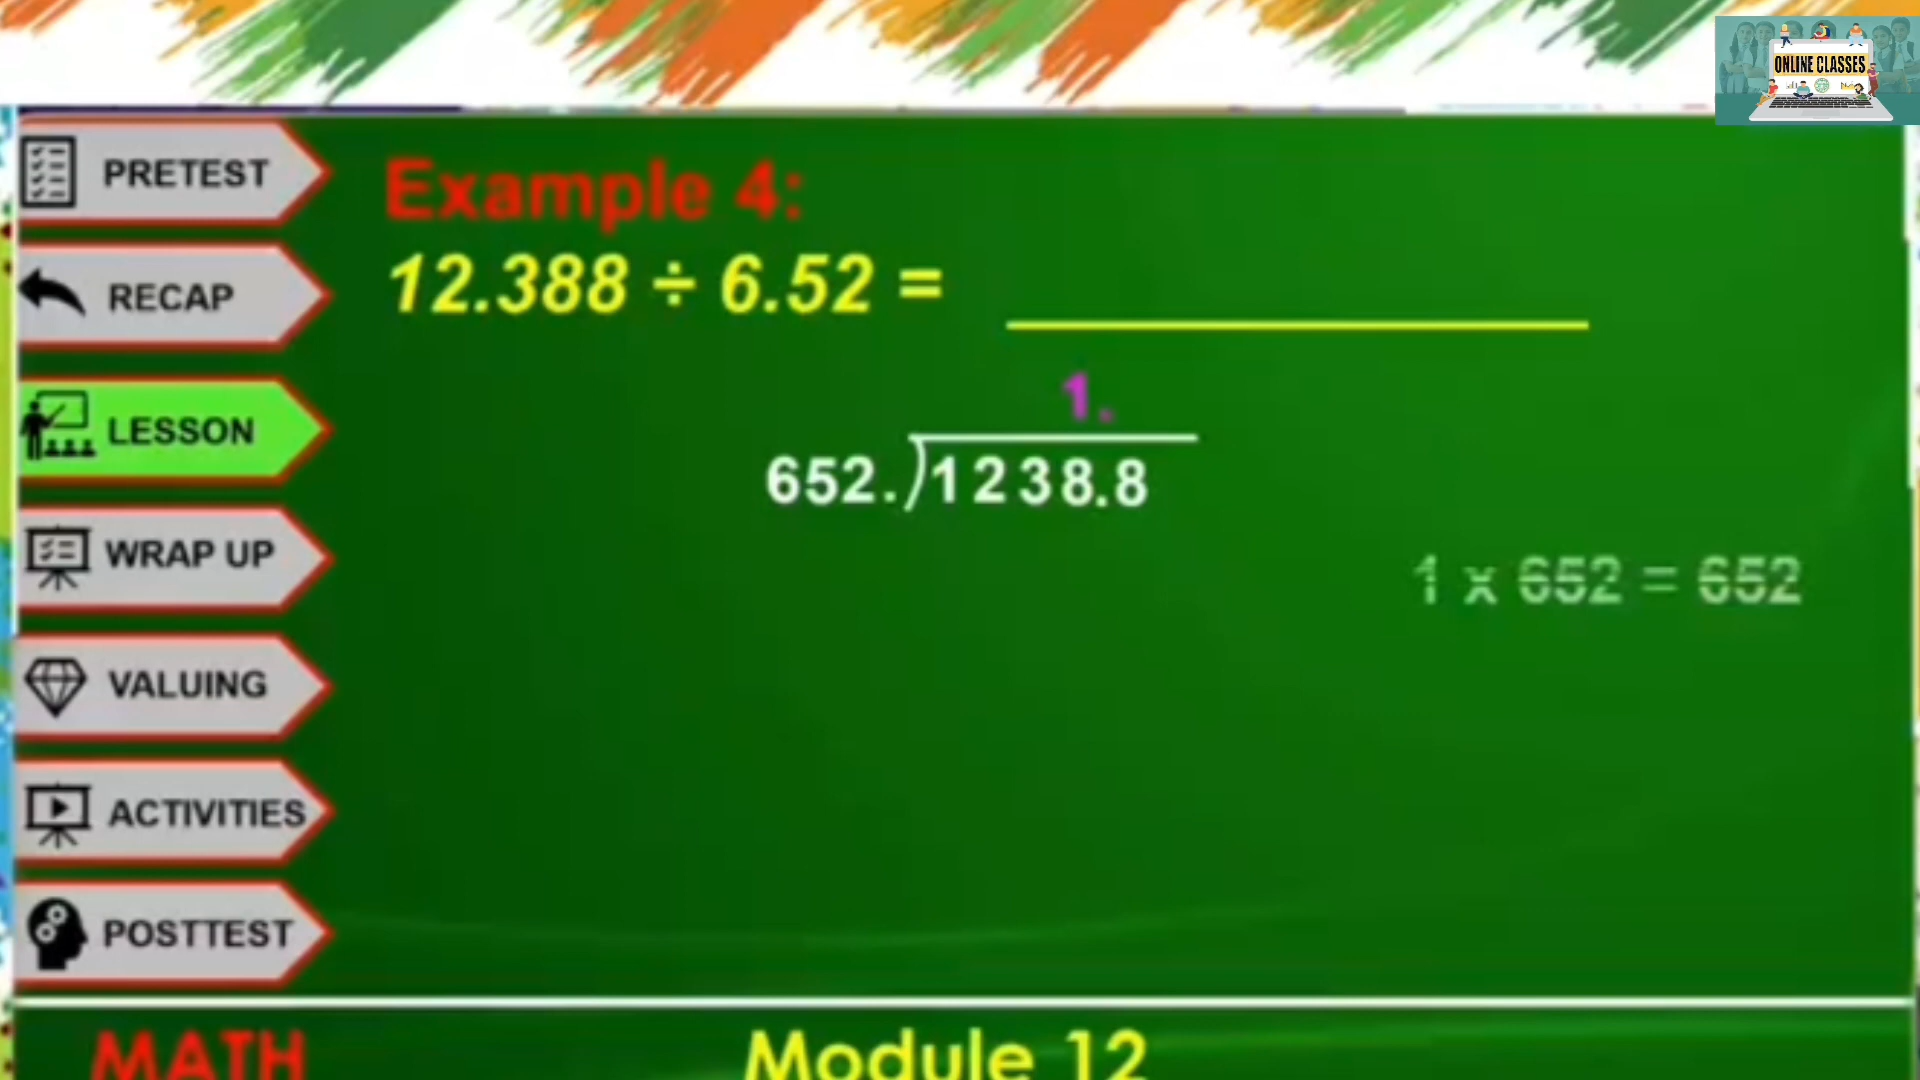 ONLINE CLASSES
PRETEST
RECAP
LESSON
WRAP UP
VALUING
ACTIVITIES
POSTTEST
Example 4:
12.388 ÷ 6.52 =
1.
652.)1238.8
1 x 652 = 652
MATH
Module 12